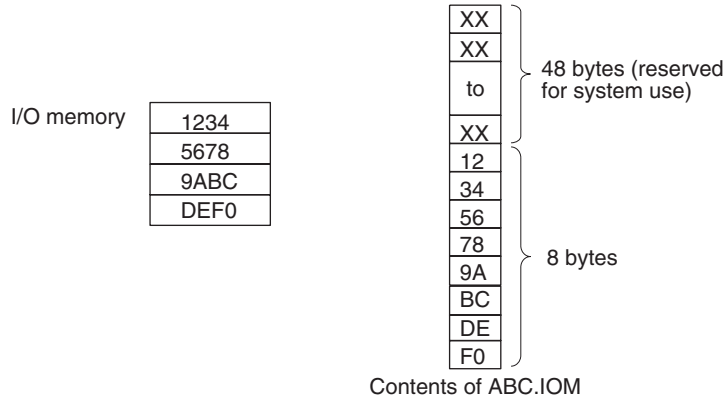 I/O memory
1234
5678
9ABC
DEF0
XX
XX
to
XX
48 bytes (reserved
for system use)
12
34
56
78
9A
BC
DE
F0
8 bytes
Contents of ABC.IOM